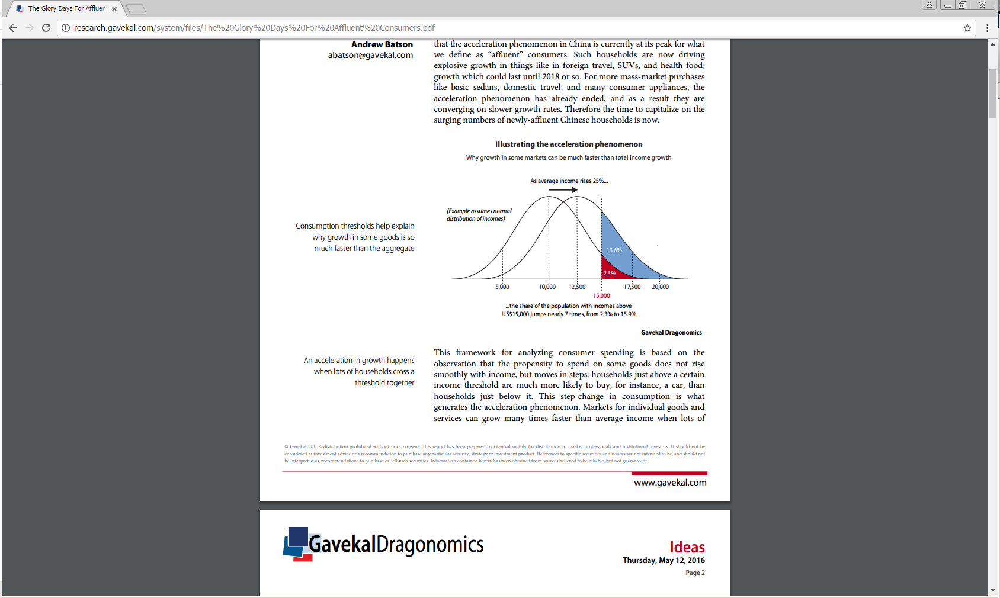 The Glory Days For Affluen
research.gavekal.com/system/files/The%20Glory%20Days%20For%20Affluent%20Consumers.pdf
Andrew Batson
abatson@gavekal.com
that the acceleration phenomenon in China is currently at its peak for what
we define as “affluent” consumers. Such households are now driving
explosive growth in things like in foreign travel, SUVs, and health food;
growth which could last until 2018 or so. For more mass-market purchases
like basic sedans, domestic travel, and many consumer appliances, the
acceleration phenomenon has already ended, and as a result they are
converging on slower growth rates. Therefore the time to capitalize on the
surging numbers of newly-affluent Chinese households is now.
Illustrating the acceleration phenomenon
Why growth in some markets can be much faster than total income growth
As average income rises 25%...
(Example assumes normal
distribution of incomes)
Consumption thresholds help explain
why growth in some goods is so
much faster than the aggregate
13.6%
2.3%
5,000 10,000 12,500 17,500 20,000
15,000
...the share of the population with incomes above
US$15,000 jumps nearly 7 times, from 2.3% to 15.9%
Gavekal Dragonomics
An acceleration in growth happens
when lots of households cross a
threshold together
This framework for analyzing consumer spending is based on the
observation that the propensity to spend on some goods does not rise
smoothly with income, but moves in steps: households just above a certain
income threshold are much more likely to buy, for instance, a car, than
households just below it. This step-change in consumption is what
generates the acceleration phenomenon. Markets for individual goods and
services can grow many times faster than average income when lots of
© Gavekal Ltd. Redistribution prohibited without prior consent. This report has been prepared by Gavekal mainly for distribution to market professionals and institutional investors. It should not be
considered as investment advice or a recommendation to purchase any particular security, strategy or investment product. References to specific securities and issuers are not intended to be, and should not
be interpreted as, recommendations to purchase or sell such securities. Information contained herein has been obtained from sources believed to be reliable, but not guaranteed.
www.gavekal.com
GavekalDragonomics
Ideas
Thursday, May 12, 2016
Page 2